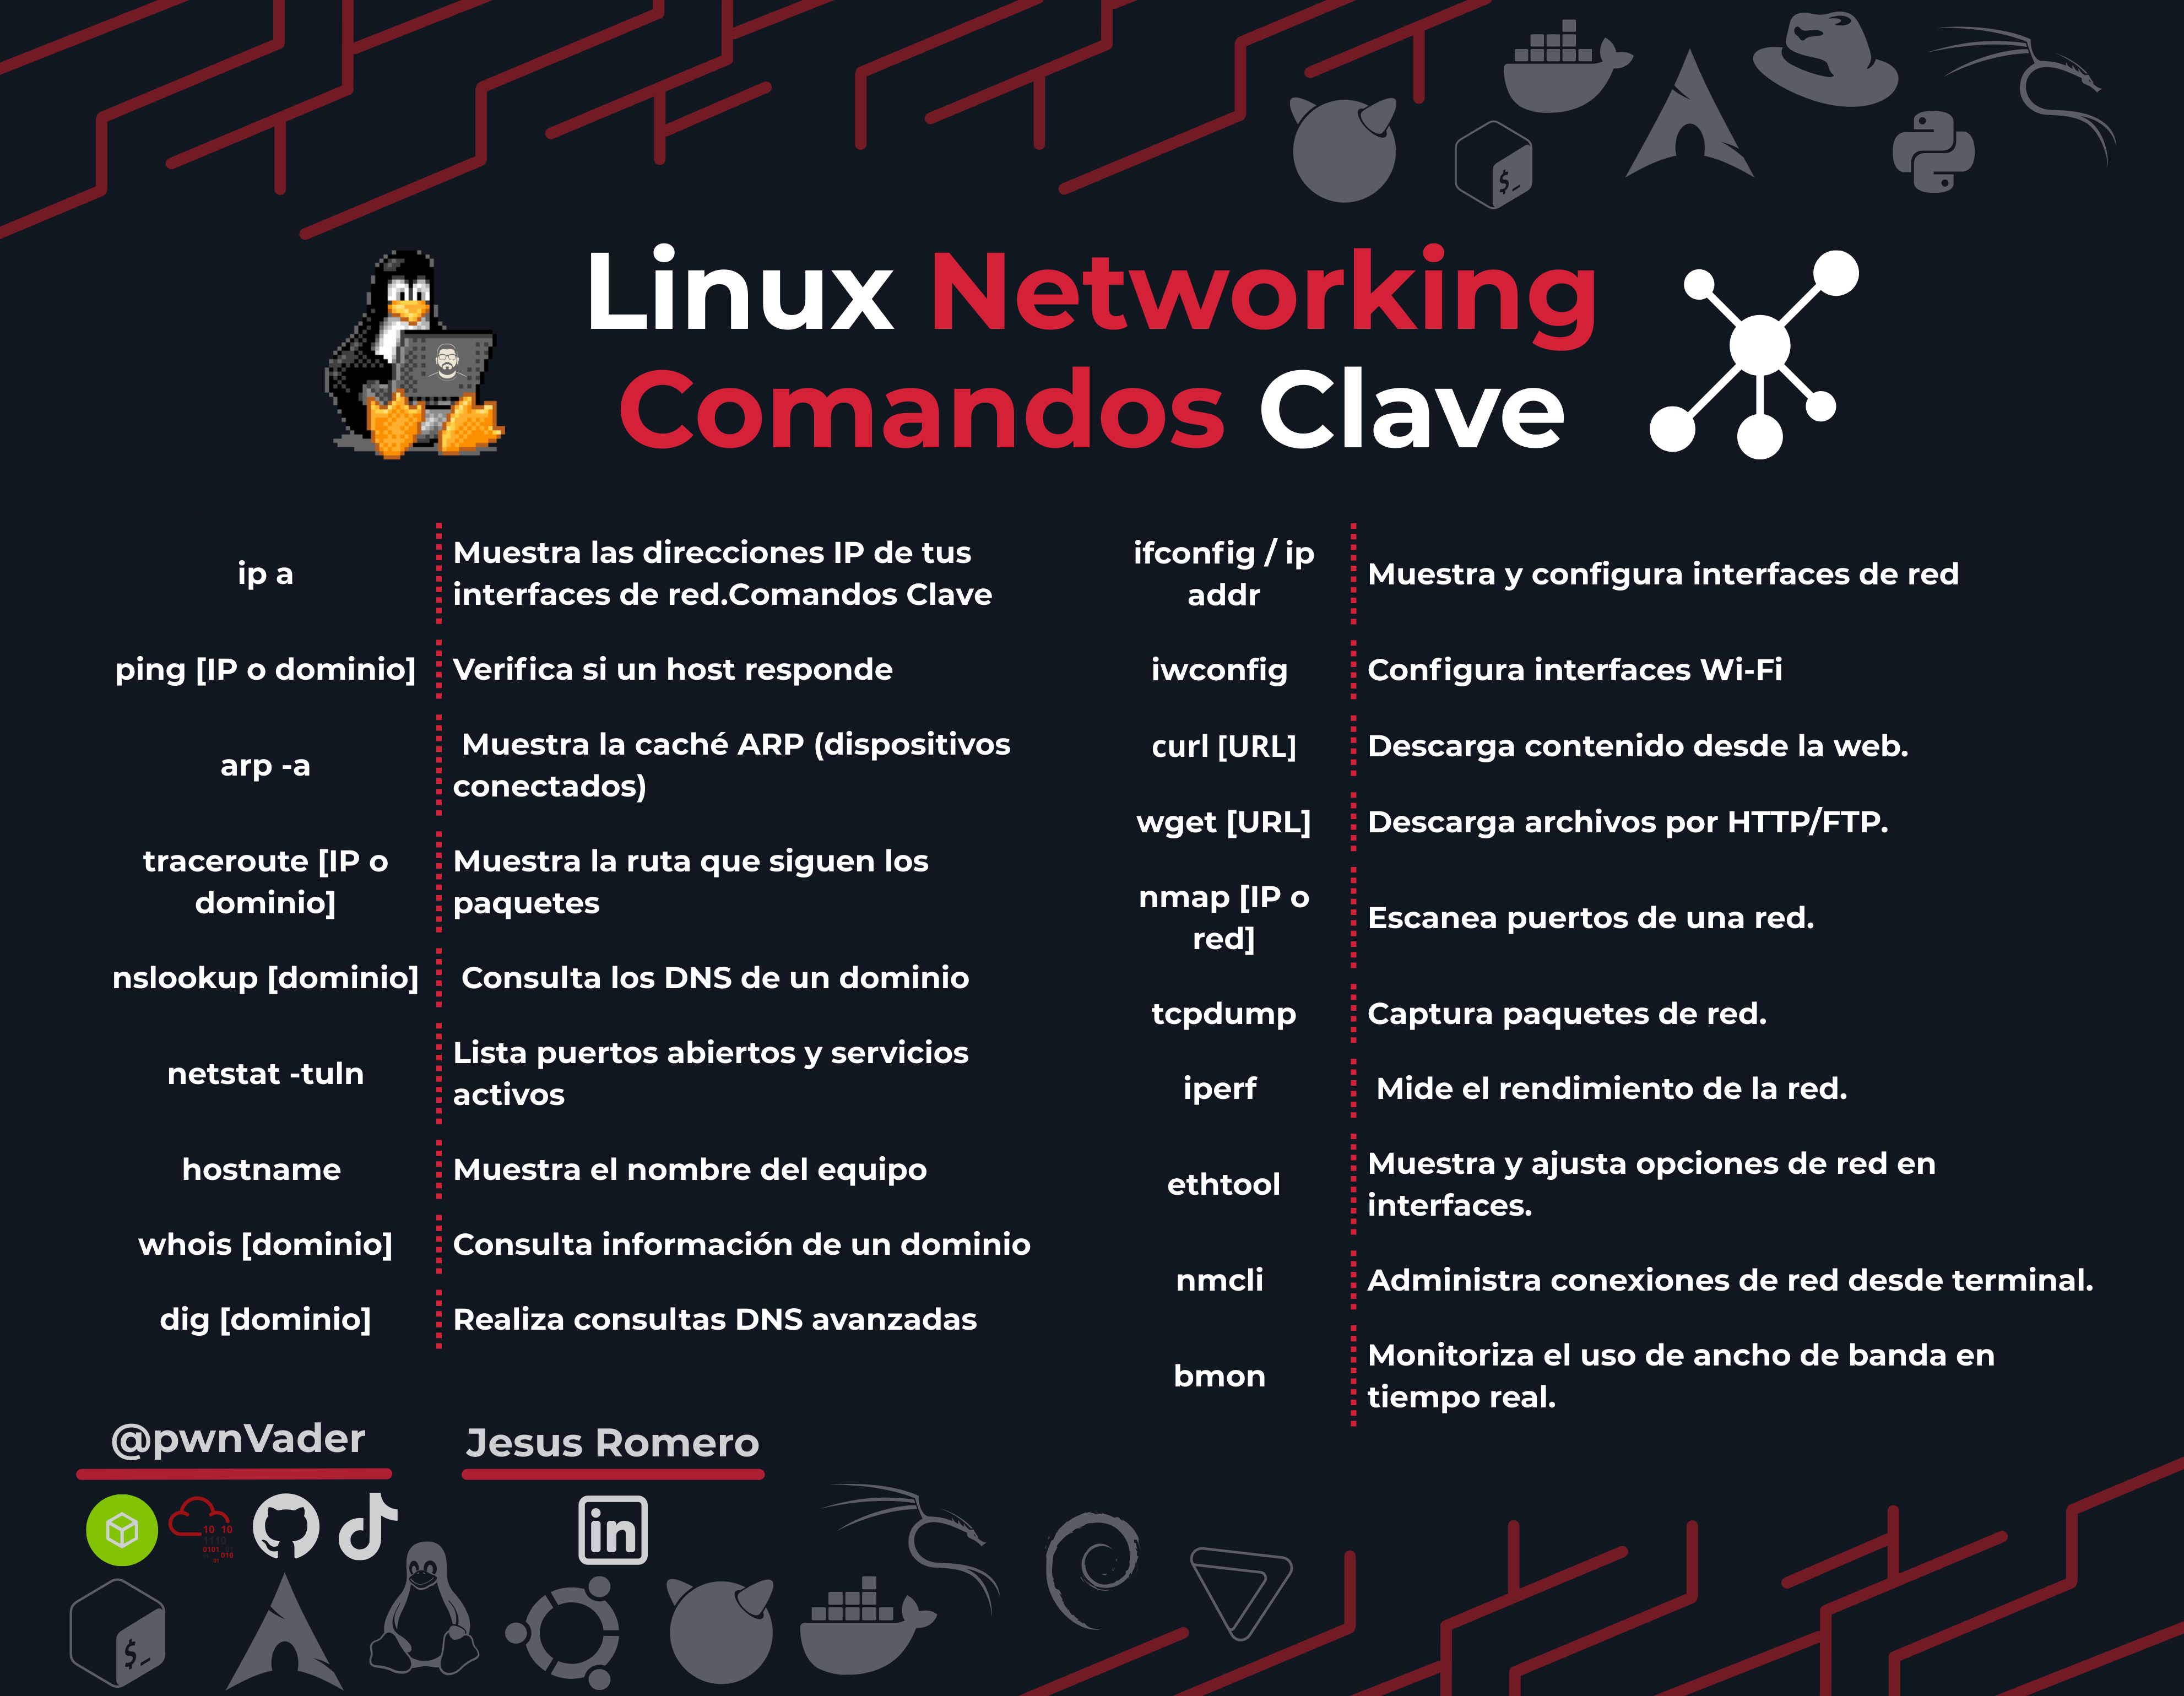 Linux Networking
Comandos Clave
ip a
Muestra las direcciones IP de tus
interfaces de red.Comandos Clave
ping [IP o dominio]
Verifica si un host responde
arp -a
Muestra la caché ARP (dispositivos
conectados)
traceroute [IP o
dominio]
Muestra la ruta que siguen los
paquetes
nslookup [dominio]
Consulta los DNS de un dominio
netstat -tuln
Lista puertos abiertos y servicios
activos
hostname
Muestra el nombre del equipo
whois [dominio]
Consulta información de un dominio
dig [dominio]
Realiza consultas DNS avanzadas
ifconfig / ip
addr
Muestra y configura interfaces de red
iwconfig
Configura interfaces Wi-Fi
curl [URL]
Descarga contenido desde la web.
wget [URL]
Descarga archivos por HTTP/FTP.
nmap [IP o
red]
Escanea puertos de una red.
tcpdump
Captura paquetes de red.
iperf
Mide el rendimiento de la red.
ethtool
Muestra y ajusta opciones de red en
interfaces.
nmcli
Administra conexiones de red desde terminal.
bmon
Monitoriza el uso de ancho de banda en
tiempo real.
@pwnVader
Jesus Romero
in